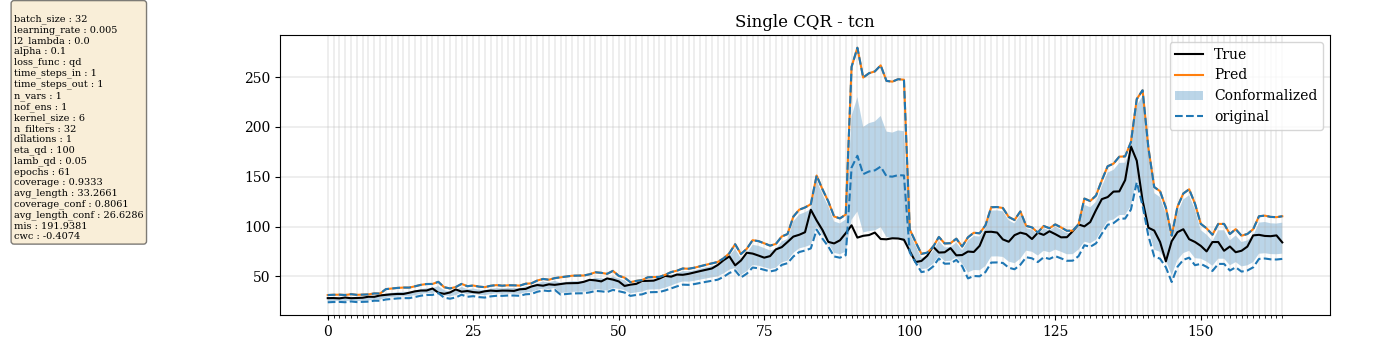 batch_size : 32
learning_rate : 0.005
l2_lambda : 0.0
alpha : 0.1
loss_func : qd
time_steps_in : 1
time_steps_out : 1
n_vars : 1
nof_ens : 1
kernel_size : 6
n_filters : 32
dilations : 1
eta_qd : 100
lamb_qd : 0.05
epochs : 61
coverage : 0.9333
avg_length : 33.2661
coverage_conf : 0.8061
avg_length_conf : 26.6286
mis : 191.9381
cwc : -0.4074
Single CQR - tcn
250
200
150
100
50
0 25 50 75 100 125 150
True
Pred
Conformalized
original